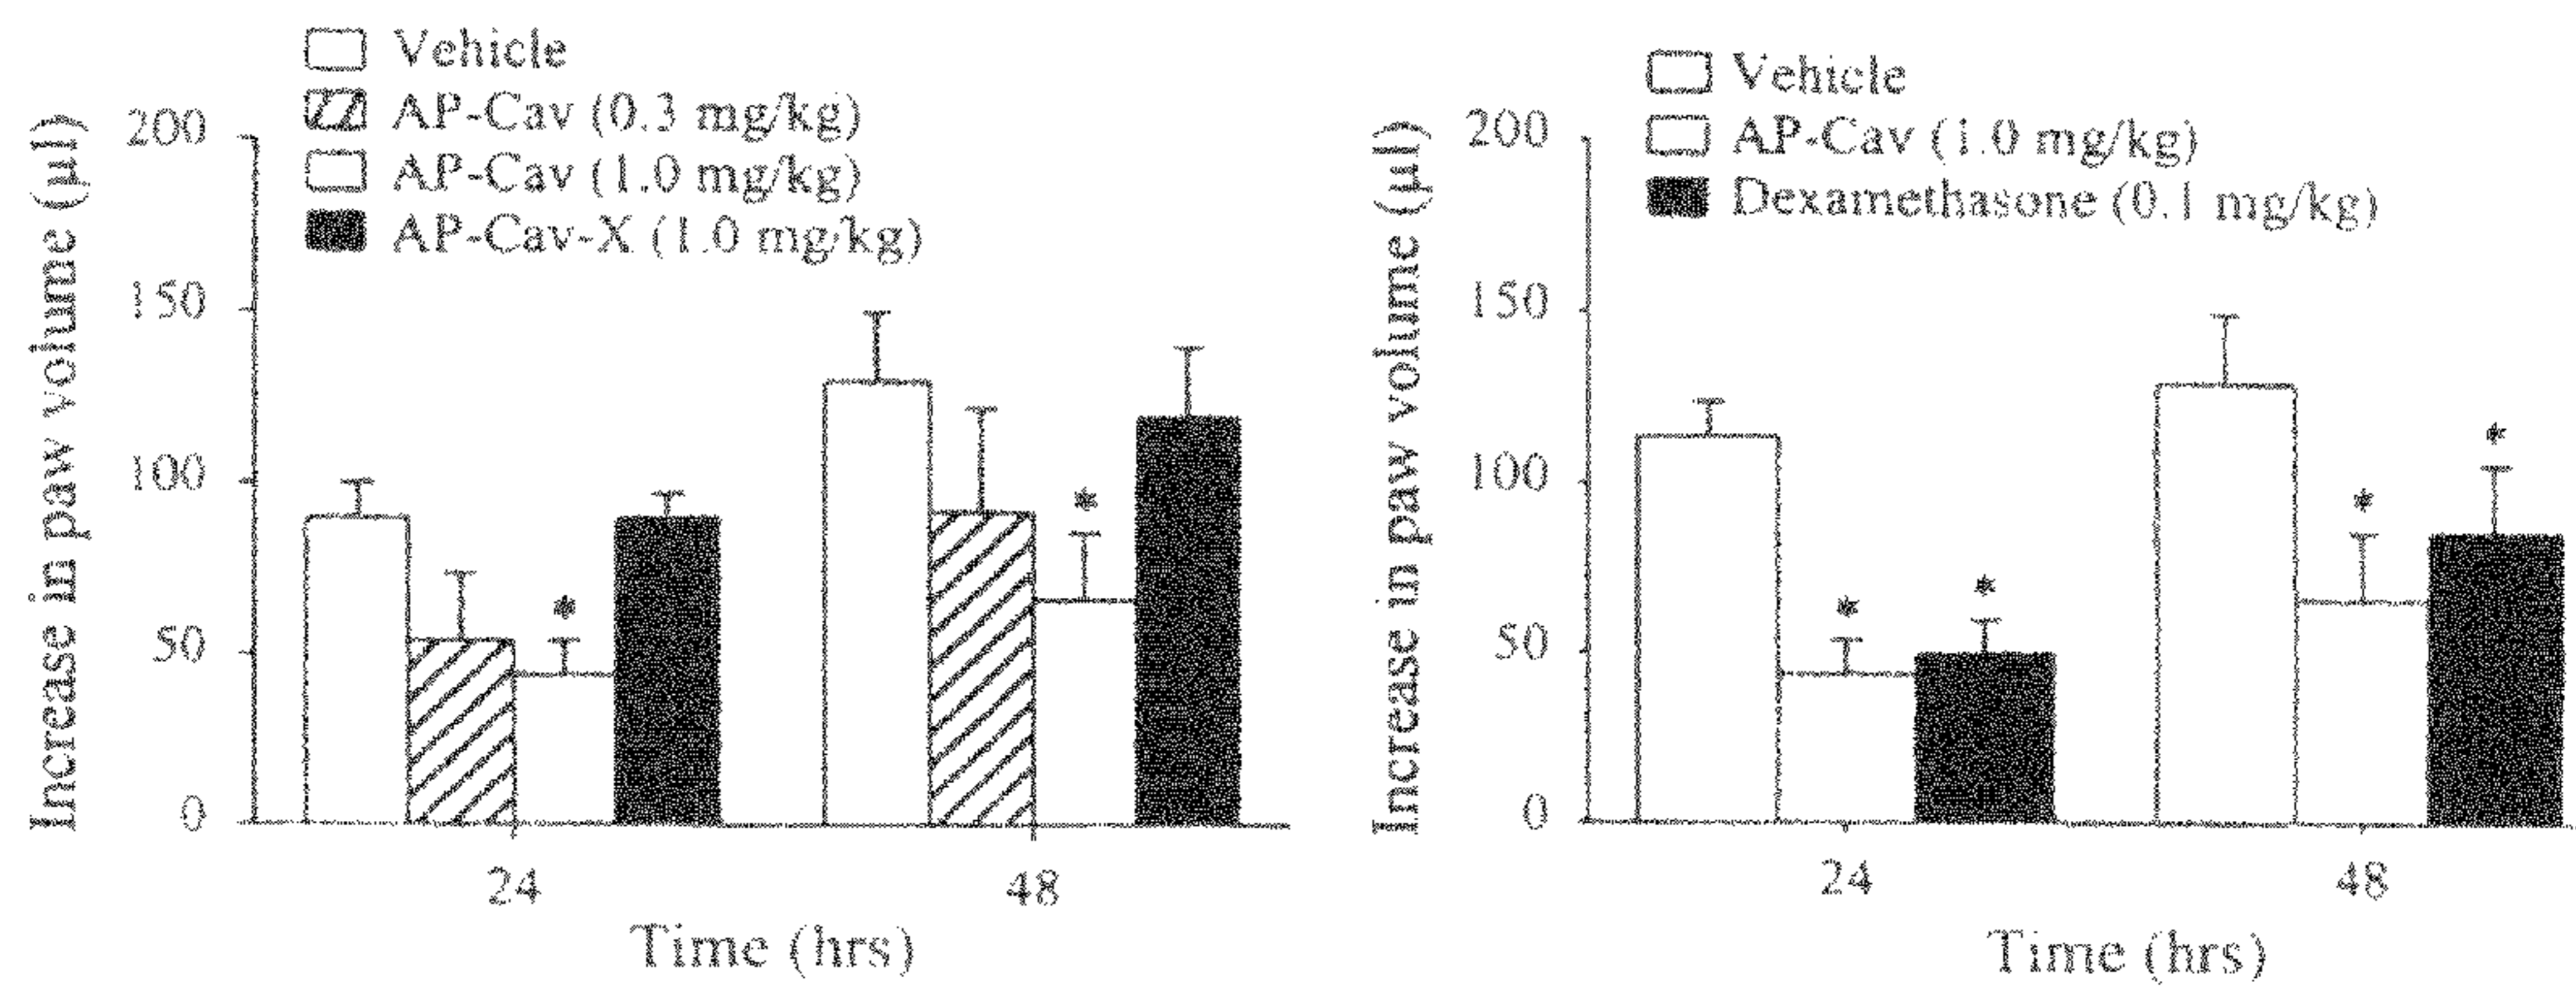 Vehicle
AP-Cav (0.3 mg/kg)
AP-Cav (1.0 mg/kg)
AP-Cav-X (1.0 mg/kg)
Increase in paw volume (µl)
200
150
100
50
0
*
*
24
48
Time (hrs)
Vehicle
AP-Cav (1.0 mg/kg)
Dexamethasone (0.1 mg/kg)
Increase in paw volume (µl)
200
150
100
50
0
*
*
*
*
24
48
Time (hrs)